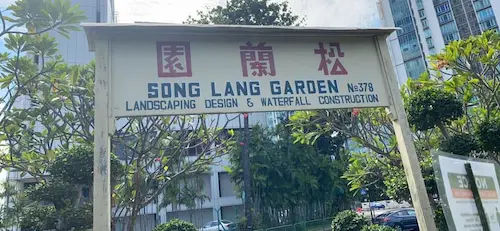 松蘭園
SONG LANG GARDEN No378
LANDSCAPING DESIGN & WATERFALL CONSTRUCTION